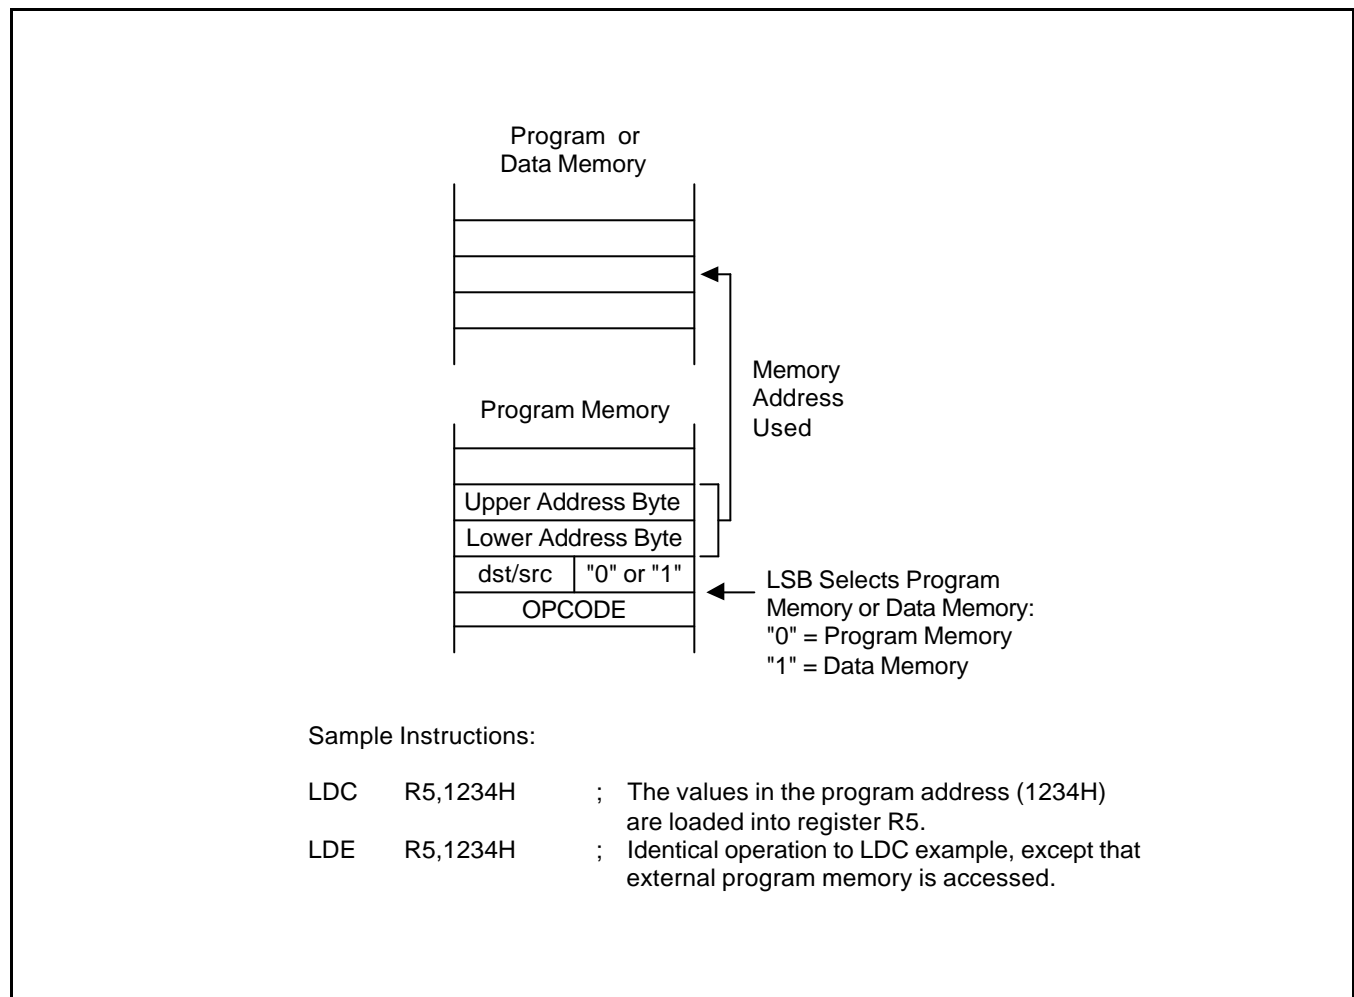 Program or
Data Memory
Memory
Address
Used
Program Memory
Upper Address Byte
Lower Address Byte
dst/src "0" or "1"
OPCODE
LSB Selects Program
Memory or Data Memory:
"0" = Program Memory
"1" = Data Memory
Sample Instructions:
LDC R5,1234H ; The values in the program address (1234H)
are loaded into register R5.
LDE R5,1234H ; Identical operation to LDC example, except that
external program memory is accessed.